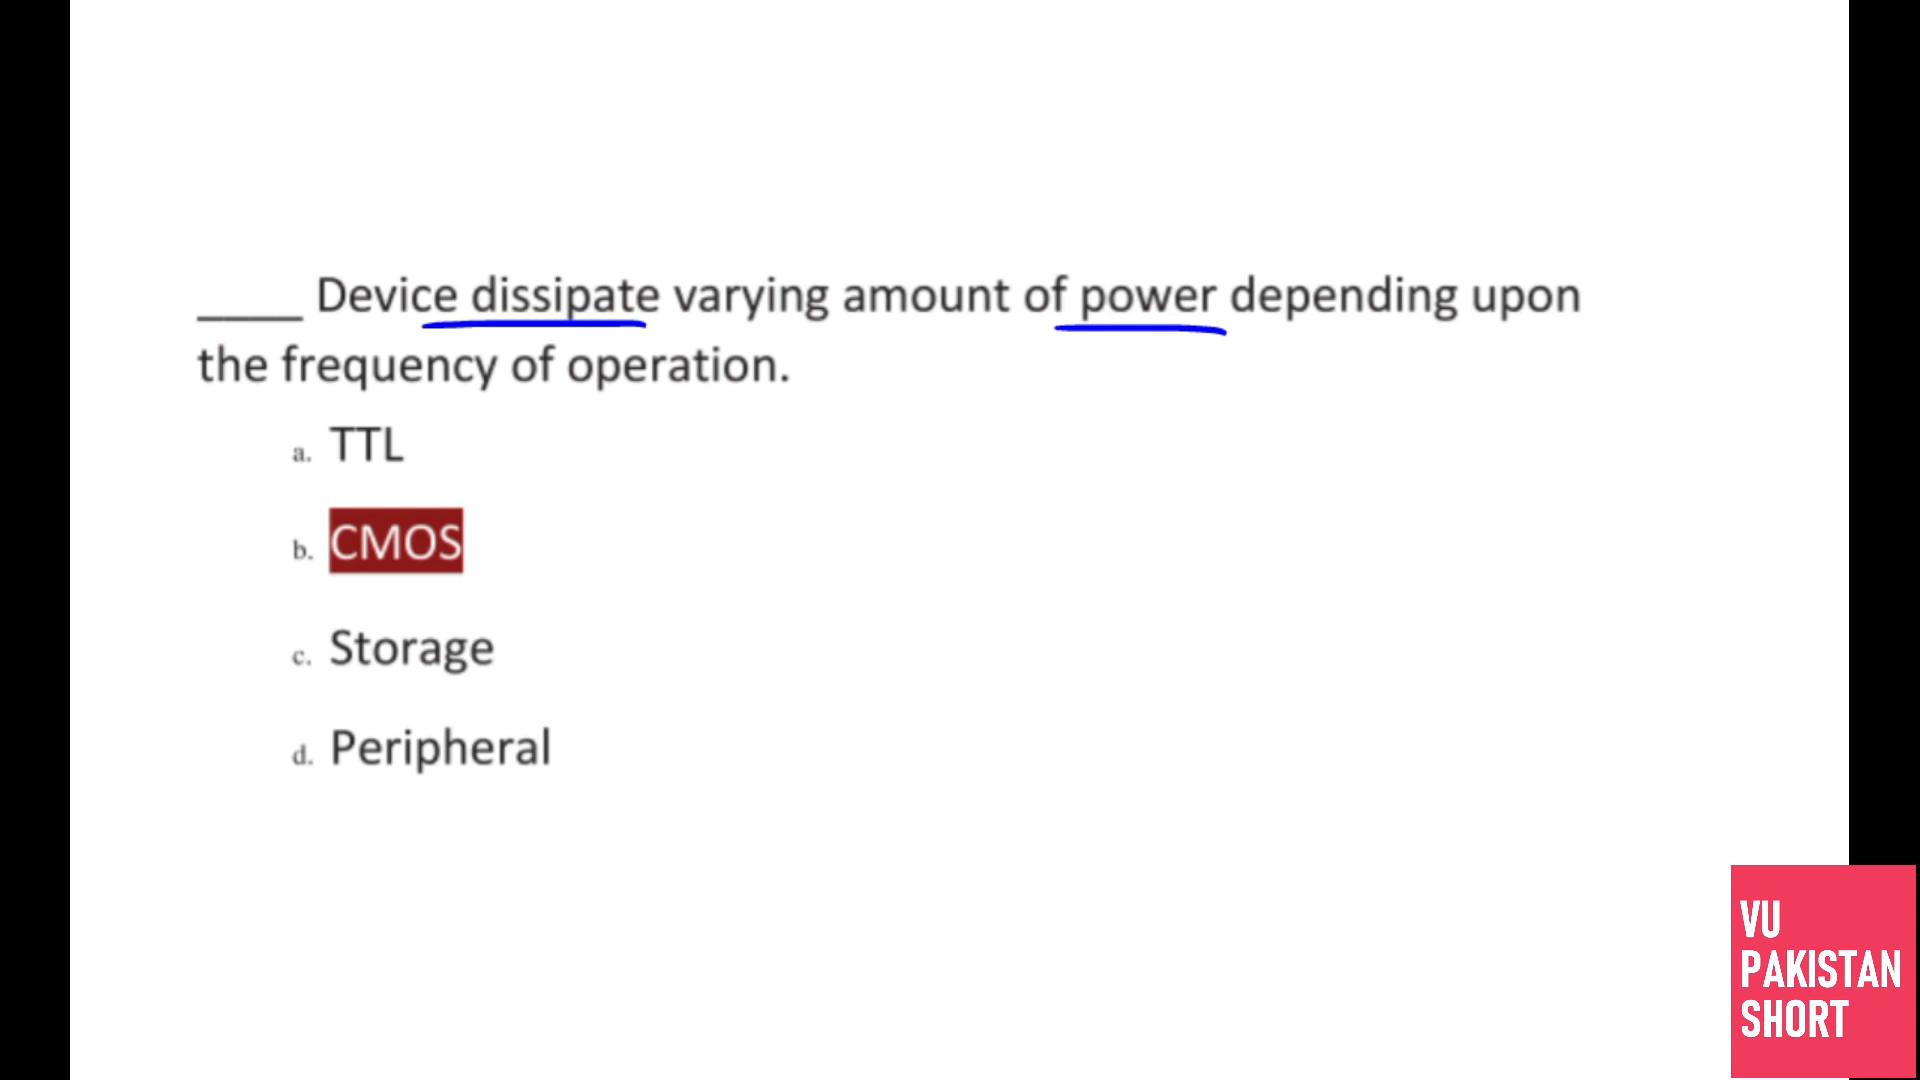 ____ Device dissipate varying amount of power depending upon
the frequency of operation.
a. TTL
b. CMOS
c. Storage
d. Peripheral
VU
PAKISTAN
SHORT